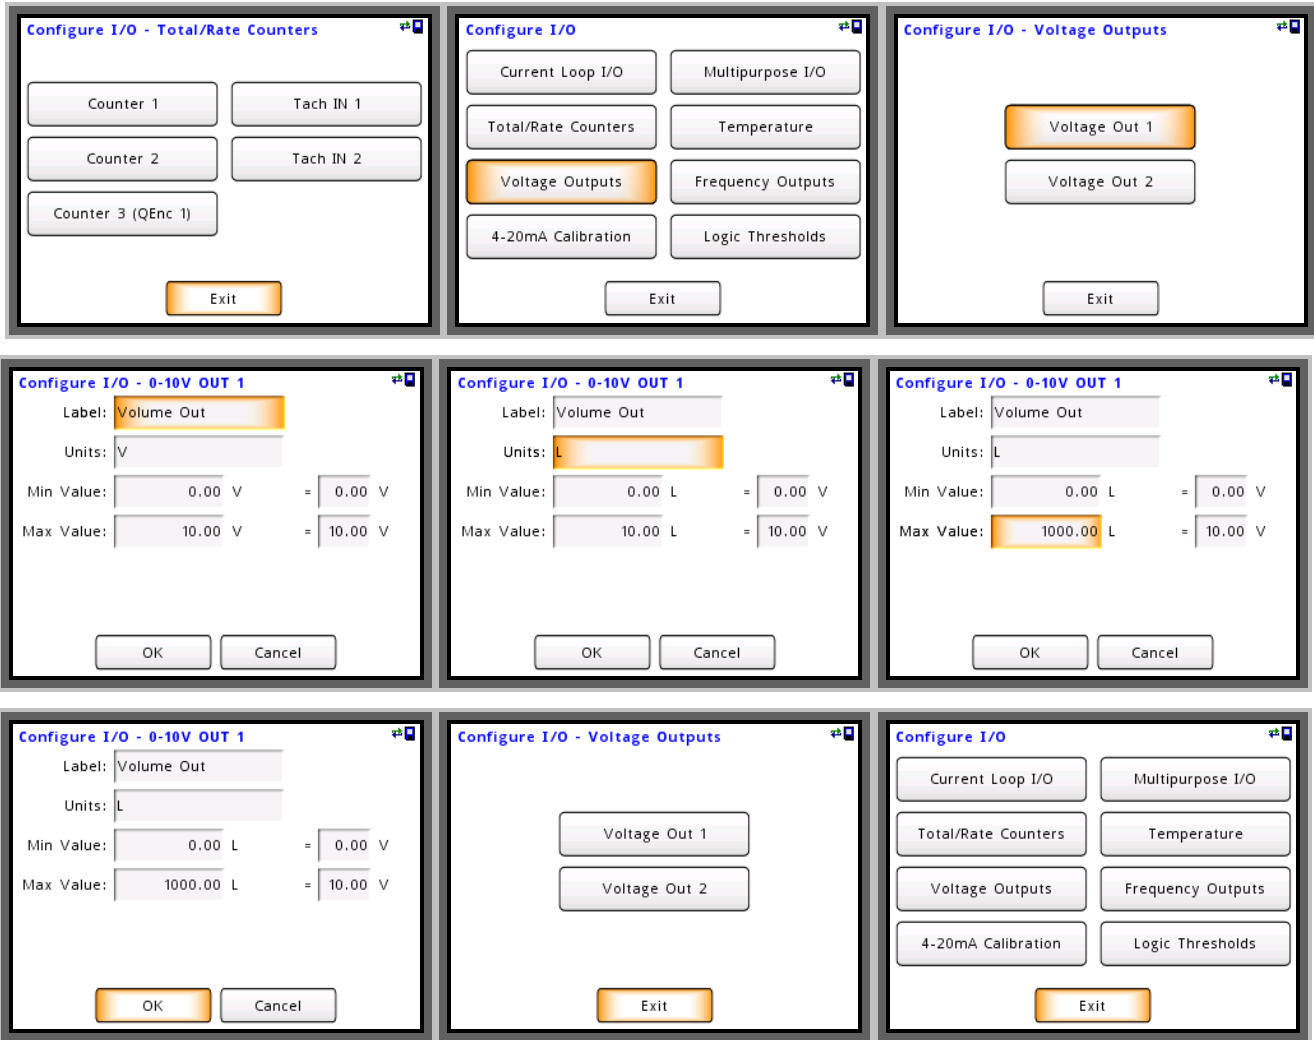 Configure I/O - Total/Rate Counters
Counter 1 Tach IN 1
Counter 2 Tach IN 2
Counter 3 (QEnc 1)
Exit
Configure I/O
Current Loop I/O Multipurpose I/O
Total/Rate Counters Temperature
Voltage Outputs Frequency Outputs
4-20mA Calibration Logic Thresholds
Exit
Configure I/O - Voltage Outputs
Voltage Out 1
Voltage Out 2
Exit
Configure I/O - 0-10V OUT 1
Label: Volume Out
Units: V
Min Value: 0.00 V = 0.00 V
Max Value: 10.00 V = 10.00 V
OK Cancel
Configure I/O - 0-10V OUT 1
Label: Volume Out
Units: L
Min Value: 0.00 L = 0.00 V
Max Value: 10.00 L = 10.00 V
OK Cancel
Configure I/O - 0-10V OUT 1
Label: Volume Out
Units: L
Min Value: 0.00 L = 0.00 V
Max Value: 1000.00 L = 10.00 V
OK Cancel
Configure I/O - 0-10V OUT 1
Label: Volume Out
Units: L
Min Value: 0.00 L = 0.00 V
Max Value: 1000.00 L = 10.00 V
OK Cancel
Configure I/O - Voltage Outputs
Voltage Out 1
Voltage Out 2
Exit
Configure I/O
Current Loop I/O Multipurpose I/O
Total/Rate Counters Temperature
Voltage Outputs Frequency Outputs
4-20mA Calibration Logic Thresholds
Exit